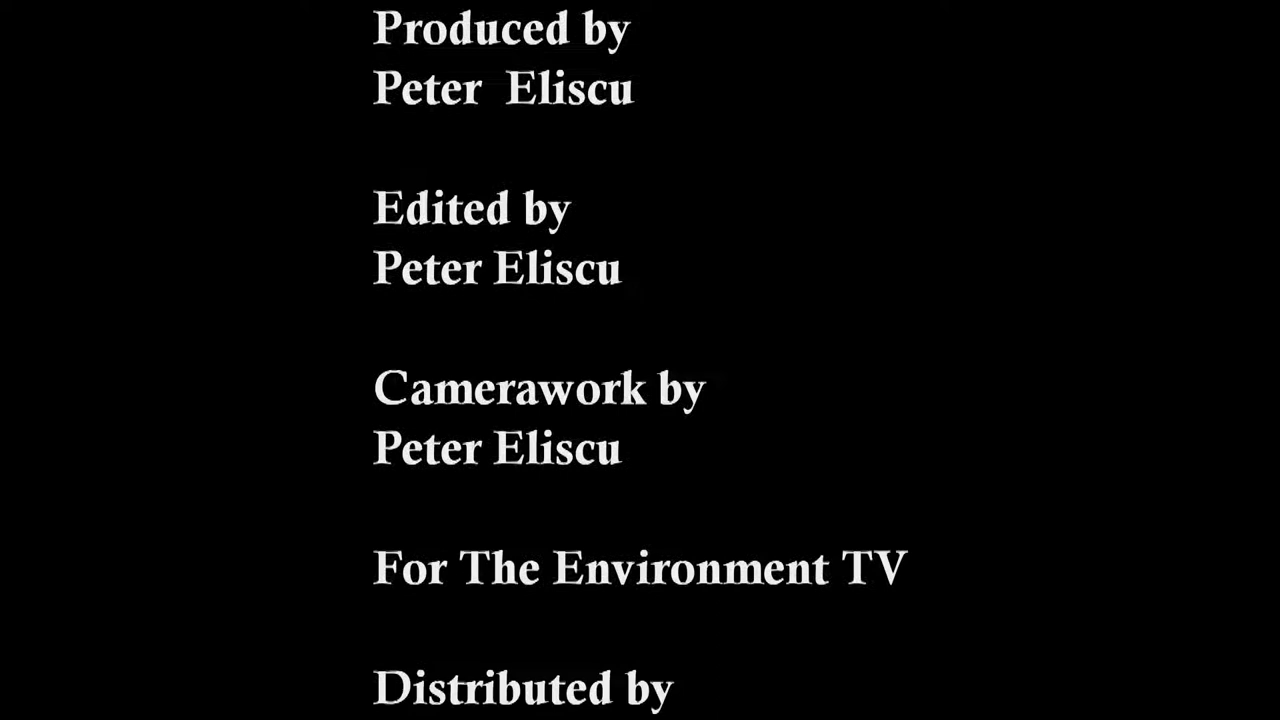 Produced by
Peter  Eliscu
Edited by
Peter Eliscu
Camerawork by
Peter Eliscu
For The Environment TV
Distributed by